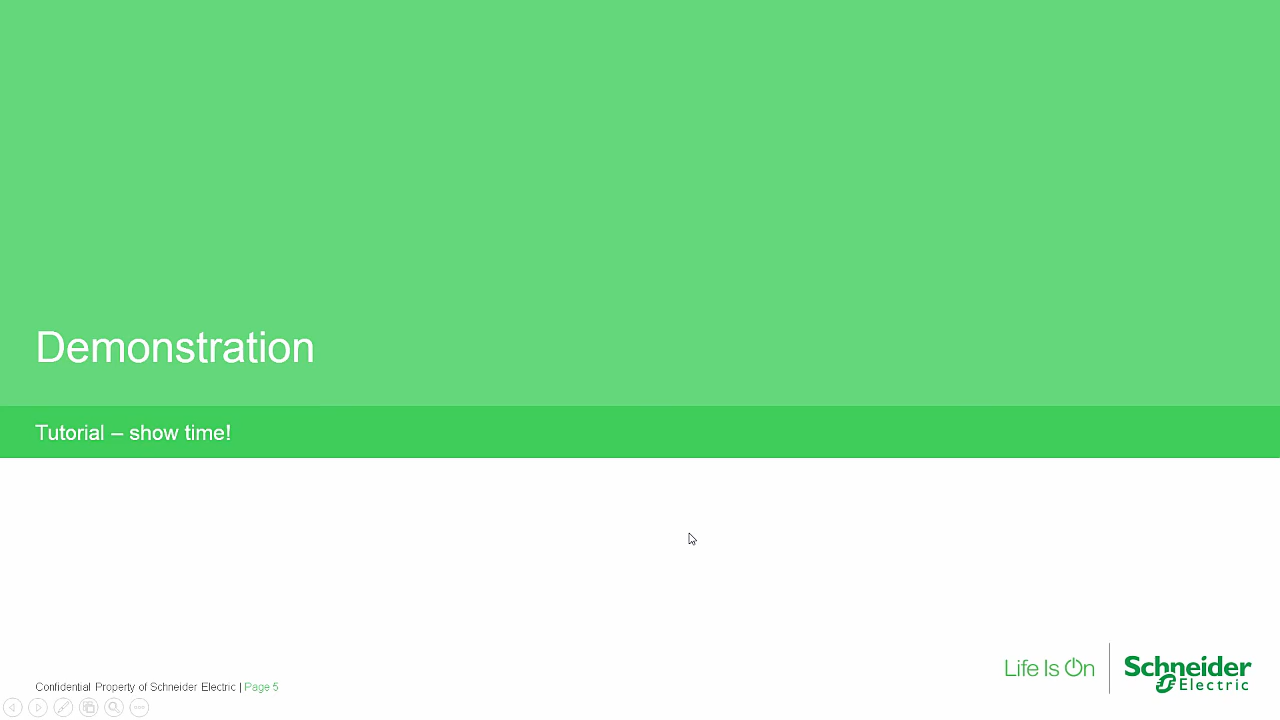 Demonstration
Tutorial – show time!
Life Is On
Schneider
Electric
Confidential Property of Schneider Electric | Page 5